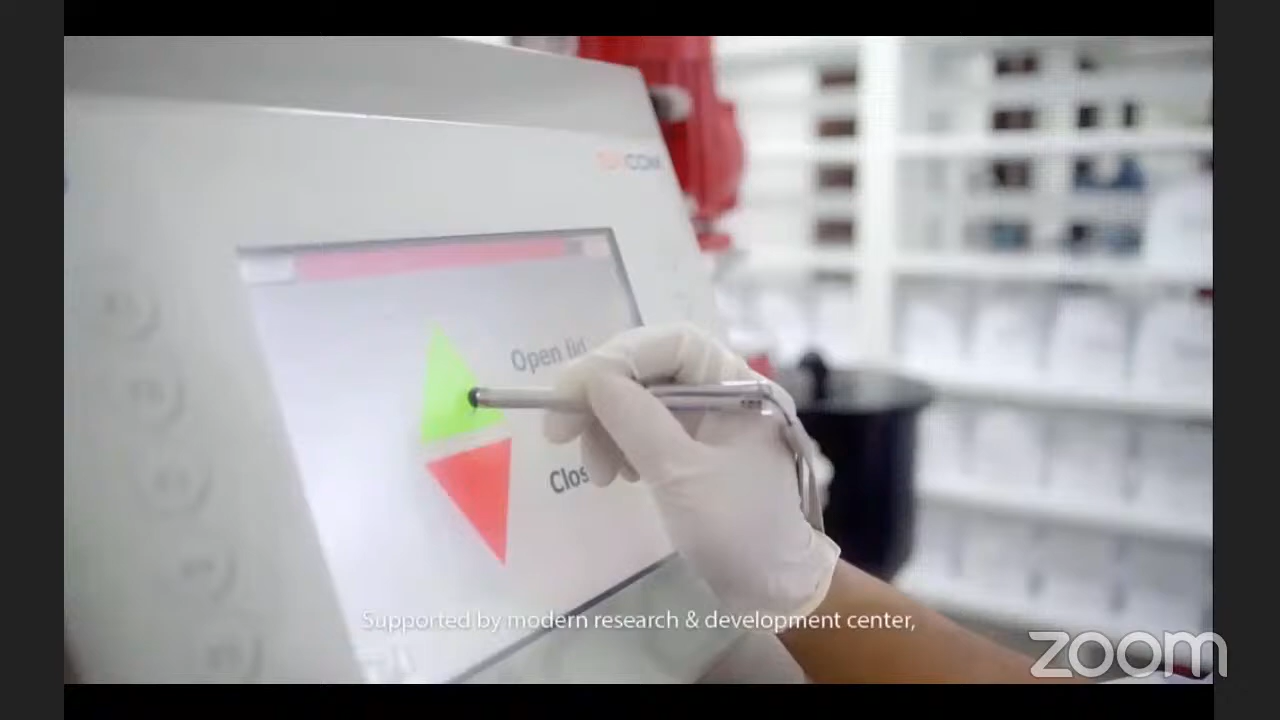 Open lid
Clos
Supported by modern research & development center,
zoom